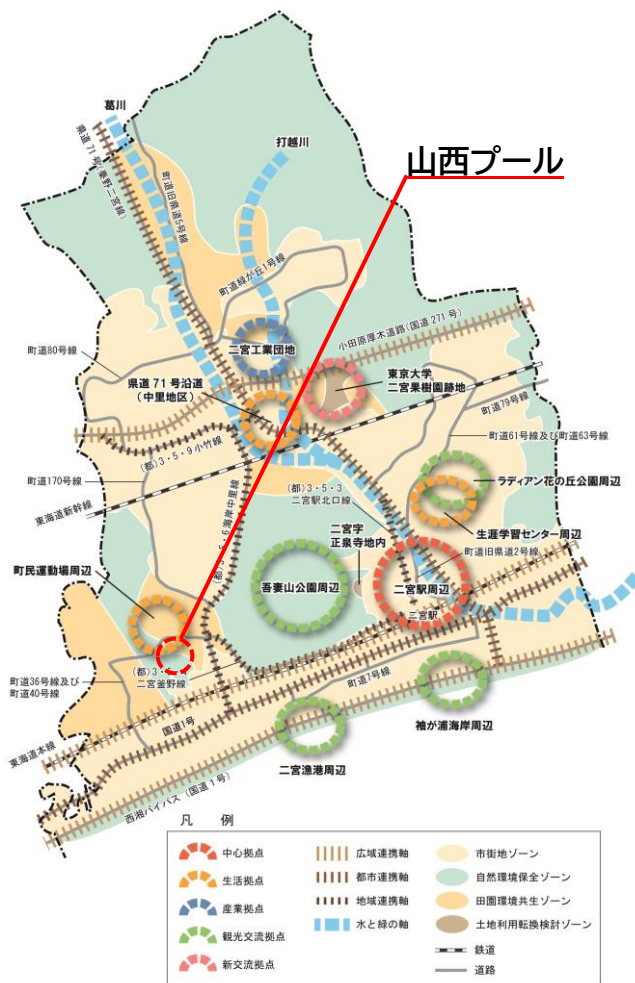 葛川
県道71号(秦野二宮線)
町道旧県道5号線
打越川
山西プール
町道緑が丘1号線
小田原厚木道路(国道271号)
町道80号線
二宮工業団地
県道71号沿道
(中里地区)
東京大学
二宮果樹園跡地
町道79号線
町道61号線及び町道63号線
(都)3・5・9小竹線
町道170号線
東海道新幹線
(都)3・5・6海岸中里線
(都)3・5・3
二宮駅北口線
ラディアン花の丘公園周辺
生涯学習センター周辺
二宮字
正泉寺地内
町道旧県道2号線
吾妻山公園周辺
二宮駅周辺
二宮駅
町民運動場周辺
町道36号線及び
町道40号線
(都)3・5
二宮釜野線
町道7号線
国道1号
東海道本線
袖が浦海岸周辺
二宮漁港周辺
西湘バイパス(国道1号)
凡 例
中心拠点
生活拠点
産業拠点
観光交流拠点
新交流拠点
広域連携軸
都市連携軸
地域連携軸
水と緑の軸
市街地ゾーン
自然環境保全ゾーン
田園環境共生ゾーン
土地利用転換検討ゾーン
鉄道
道路